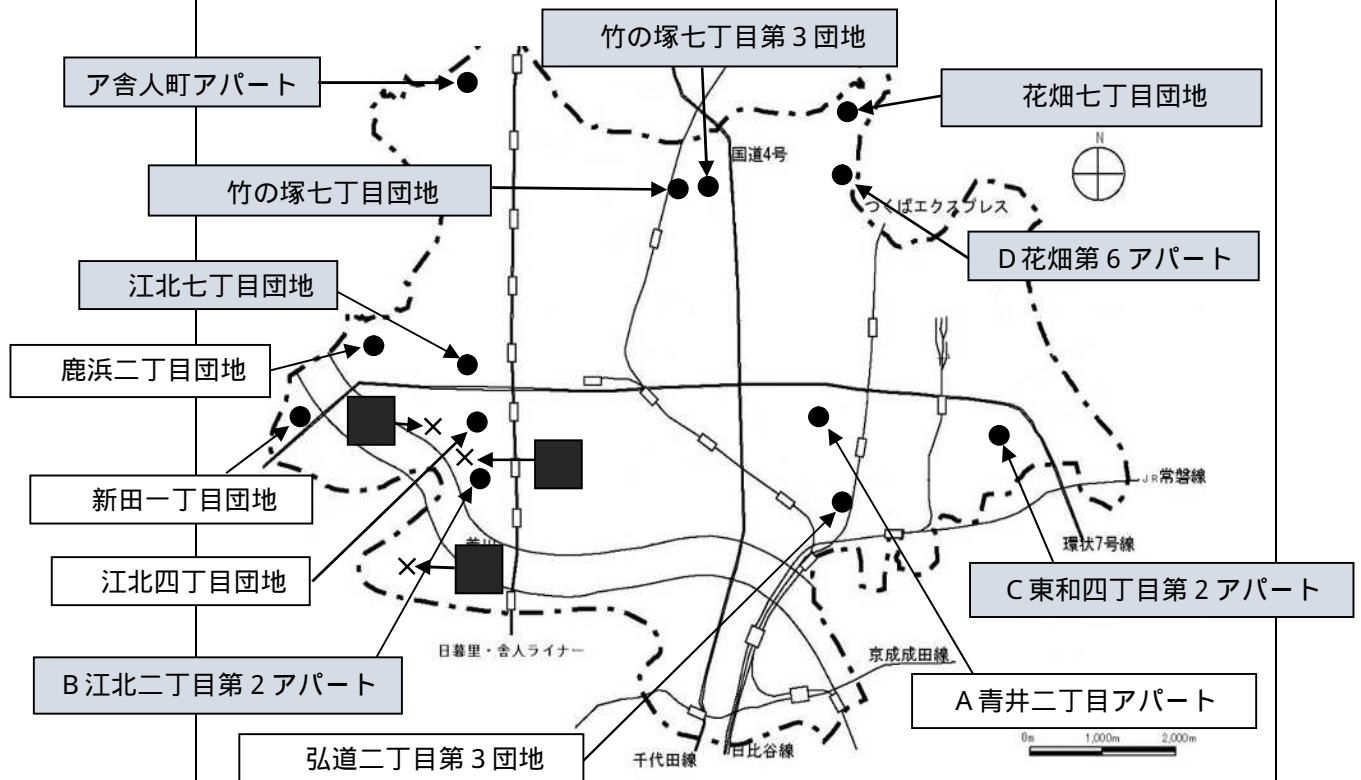 竹の塚七丁目第3団地
ア舎人町アパート
花畑七丁目団地
N
国道4号
竹の塚七丁目団地
つくばエクスプレス
D花畑第6アパート
江北七丁目団地
鹿浜二丁目団地
新田一丁目団地
JR常磐線
環状7号線
江北四丁目団地
C東和四丁目第2アパート
日暮里・舎人ライナー
京成成田線
B江北二丁目第2アパート
A青井二丁目アパート
弘道二丁目第3団地
千代田線
日比谷線
0m 1,000m 2,000m